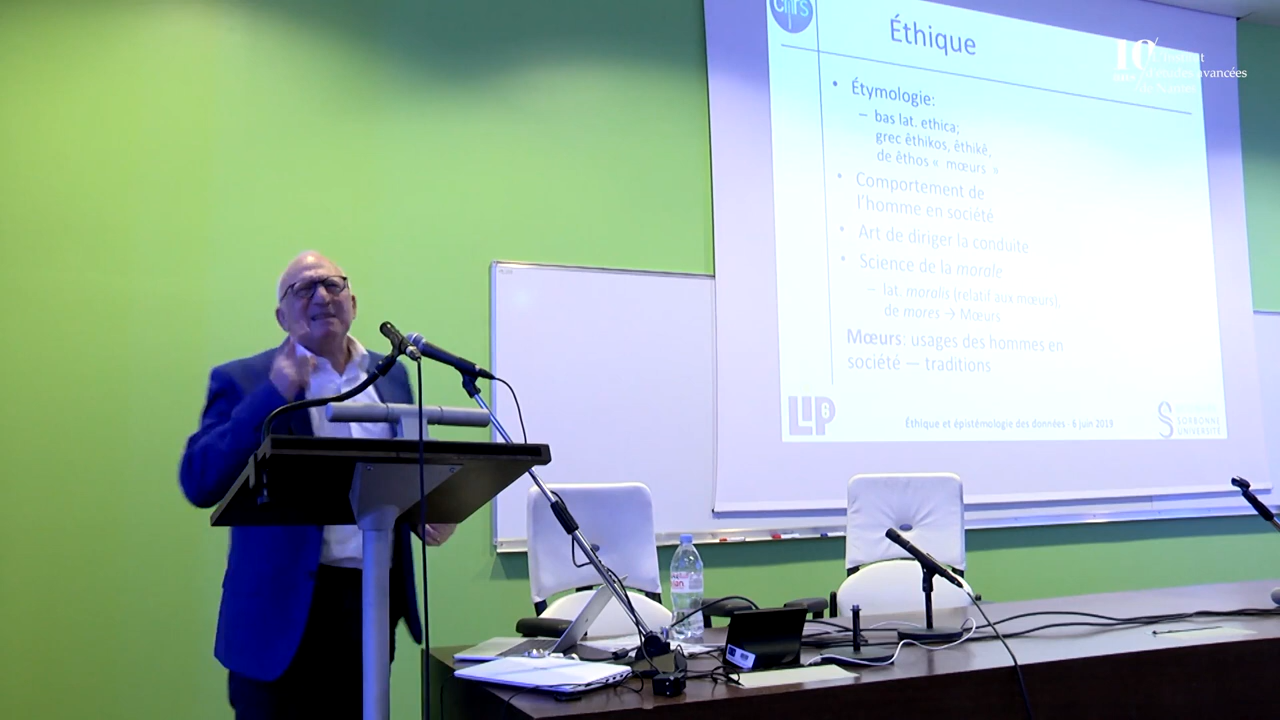 cnrs
Éthique
10
ans
L'Institut
d'études avancées
de Nantes
• Étymologie:
– bas lat. ethica;
grec êthikos, êthikê,
de êthos « mœurs »
• Comportement de
l'homme en société
• Art de diriger la conduite
• Science de la morale
– lat. moralis (relatif aux mœurs),
de mores → Mœurs
Mœurs: usages des hommes en
société — traditions
LIP6
Éthique et épistémologie des données - 6 juin 2019
SORBONNE
UNIVERSITÉ